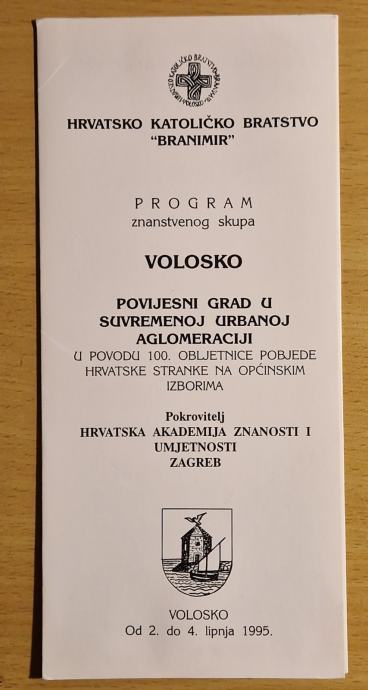 HRVATSKO KATOLIČKO BRATSTVO
"BRANIMIR"
PROGRAM
znanstvenog skupa
VOLOSKO
POVIJESNI GRAD U
SUVREMENOJ URBANOJ
AGLOMERACIJI
U POVODU 100. OBLJETNICE POBJEDE
HRVATSKE STRANKE NA OPĆINSKIM
IZBORIMA
Pokrovitelj
HRVATSKA AKADEMIJA ZNANOSTI I
UMJETNOSTI
ZAGREB
VOLOSKO
Od 2. do 4. lipnja 1995.